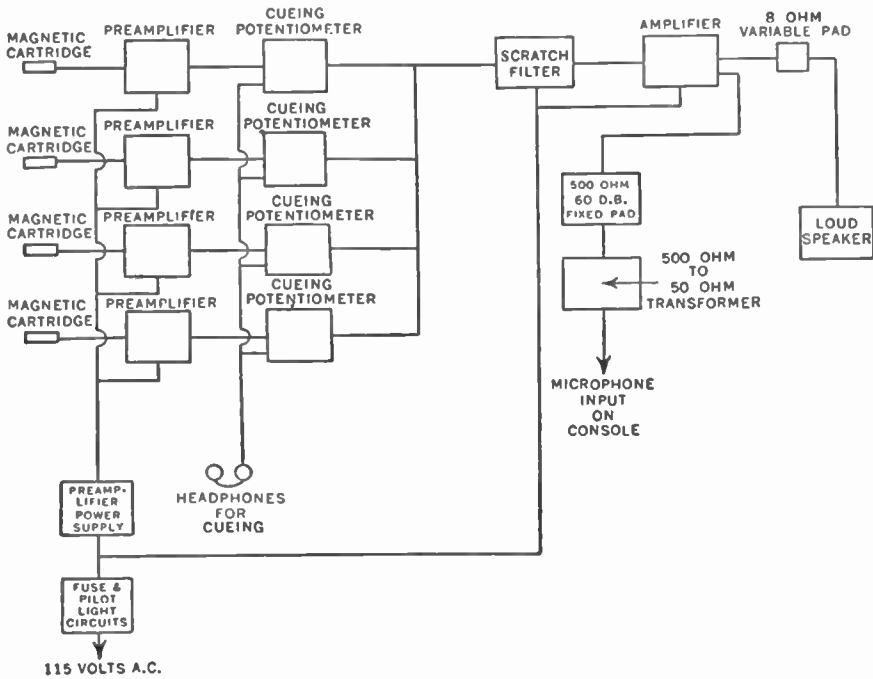 MAGNETIC
CARTRIDGE
PREAMPLIFIER
CUEING
POTENTIOMETER
SCRATCH
FILTER
AMPLIFIER
8 OHM
VARIABLE PAD
MAGNETIC
CARTRIDGE
PREAMPLIFIER
CUEING
POTENTIOMETER
MAGNETIC
CARTRIDGE
PREAMPLIFIER
CUEING
POTENTIOMETER
MAGNETIC
CARTRIDGE
PREAMPLIFIER
CUEING
POTENTIOMETER
500 OHM
60 D.B.
FIXED PAD
LOUD
SPEAKER
500 OHM
TO
50 OHM
TRANSFORMER
MICROPHONE
INPUT
ON
CONSOLE
HEADPHONES
FOR
CUEING
PREAMP-
LIFIER
POWER
SUPPLY
FUSE &
PILOT
LIGHT
CIRCUITS
115 VOLTS A.C.